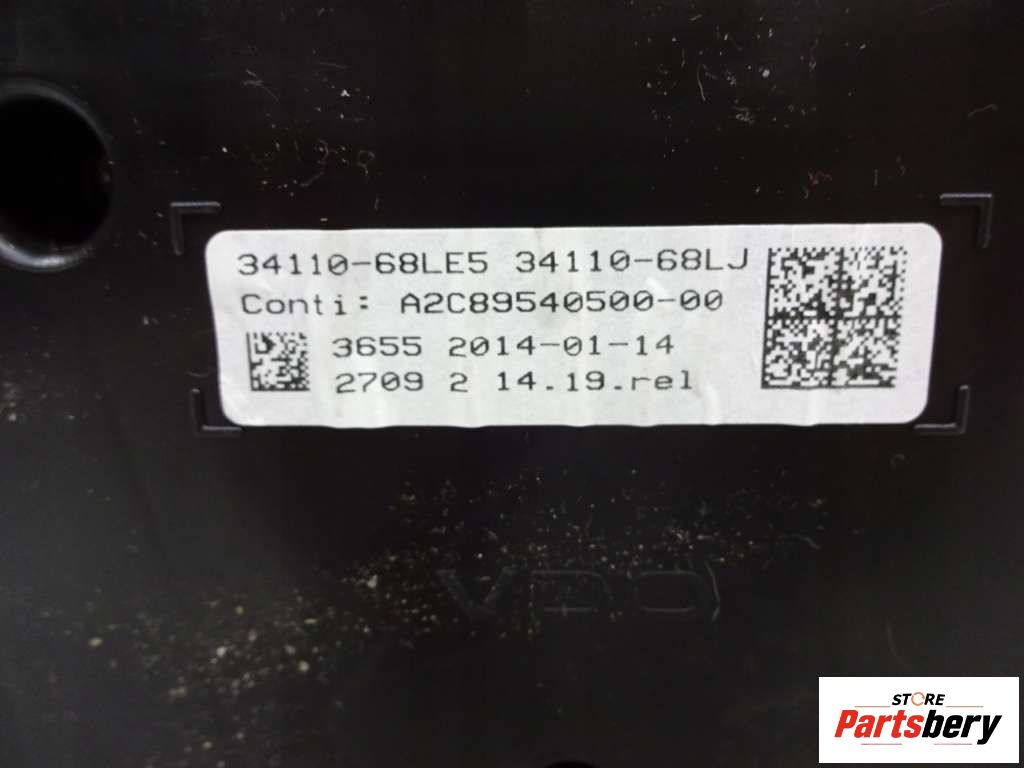 34110-68LE5 34110-68LJ
Conti: A2C89540500-00
3655 2014-01-14
2709 2 14.19.rel
VDO
STORE
Partsbery